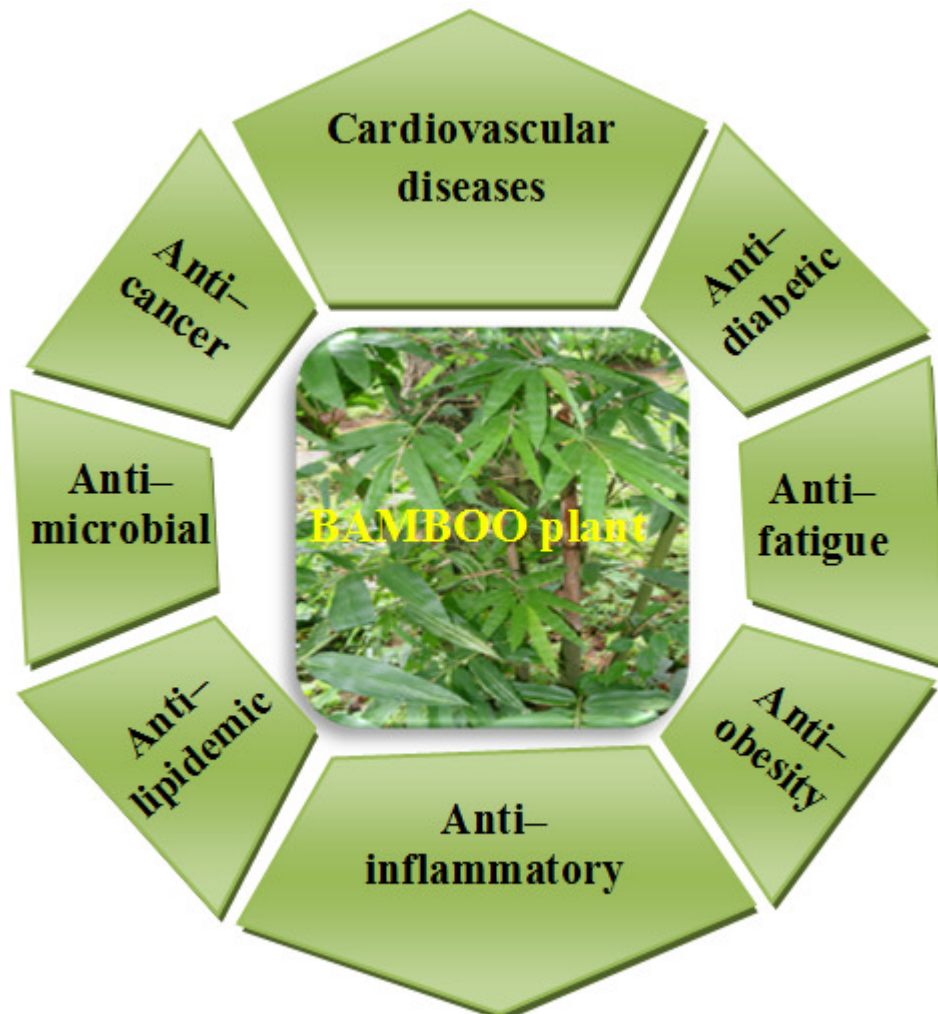 Cardiovascular
diseases
Anti–
diabetic
Anti–
fatigue
Anti–
obesity
Anti–
inflammatory
Anti–
lipidemic
Anti–
microbial
Anti–
cancer
BAMBOO plant